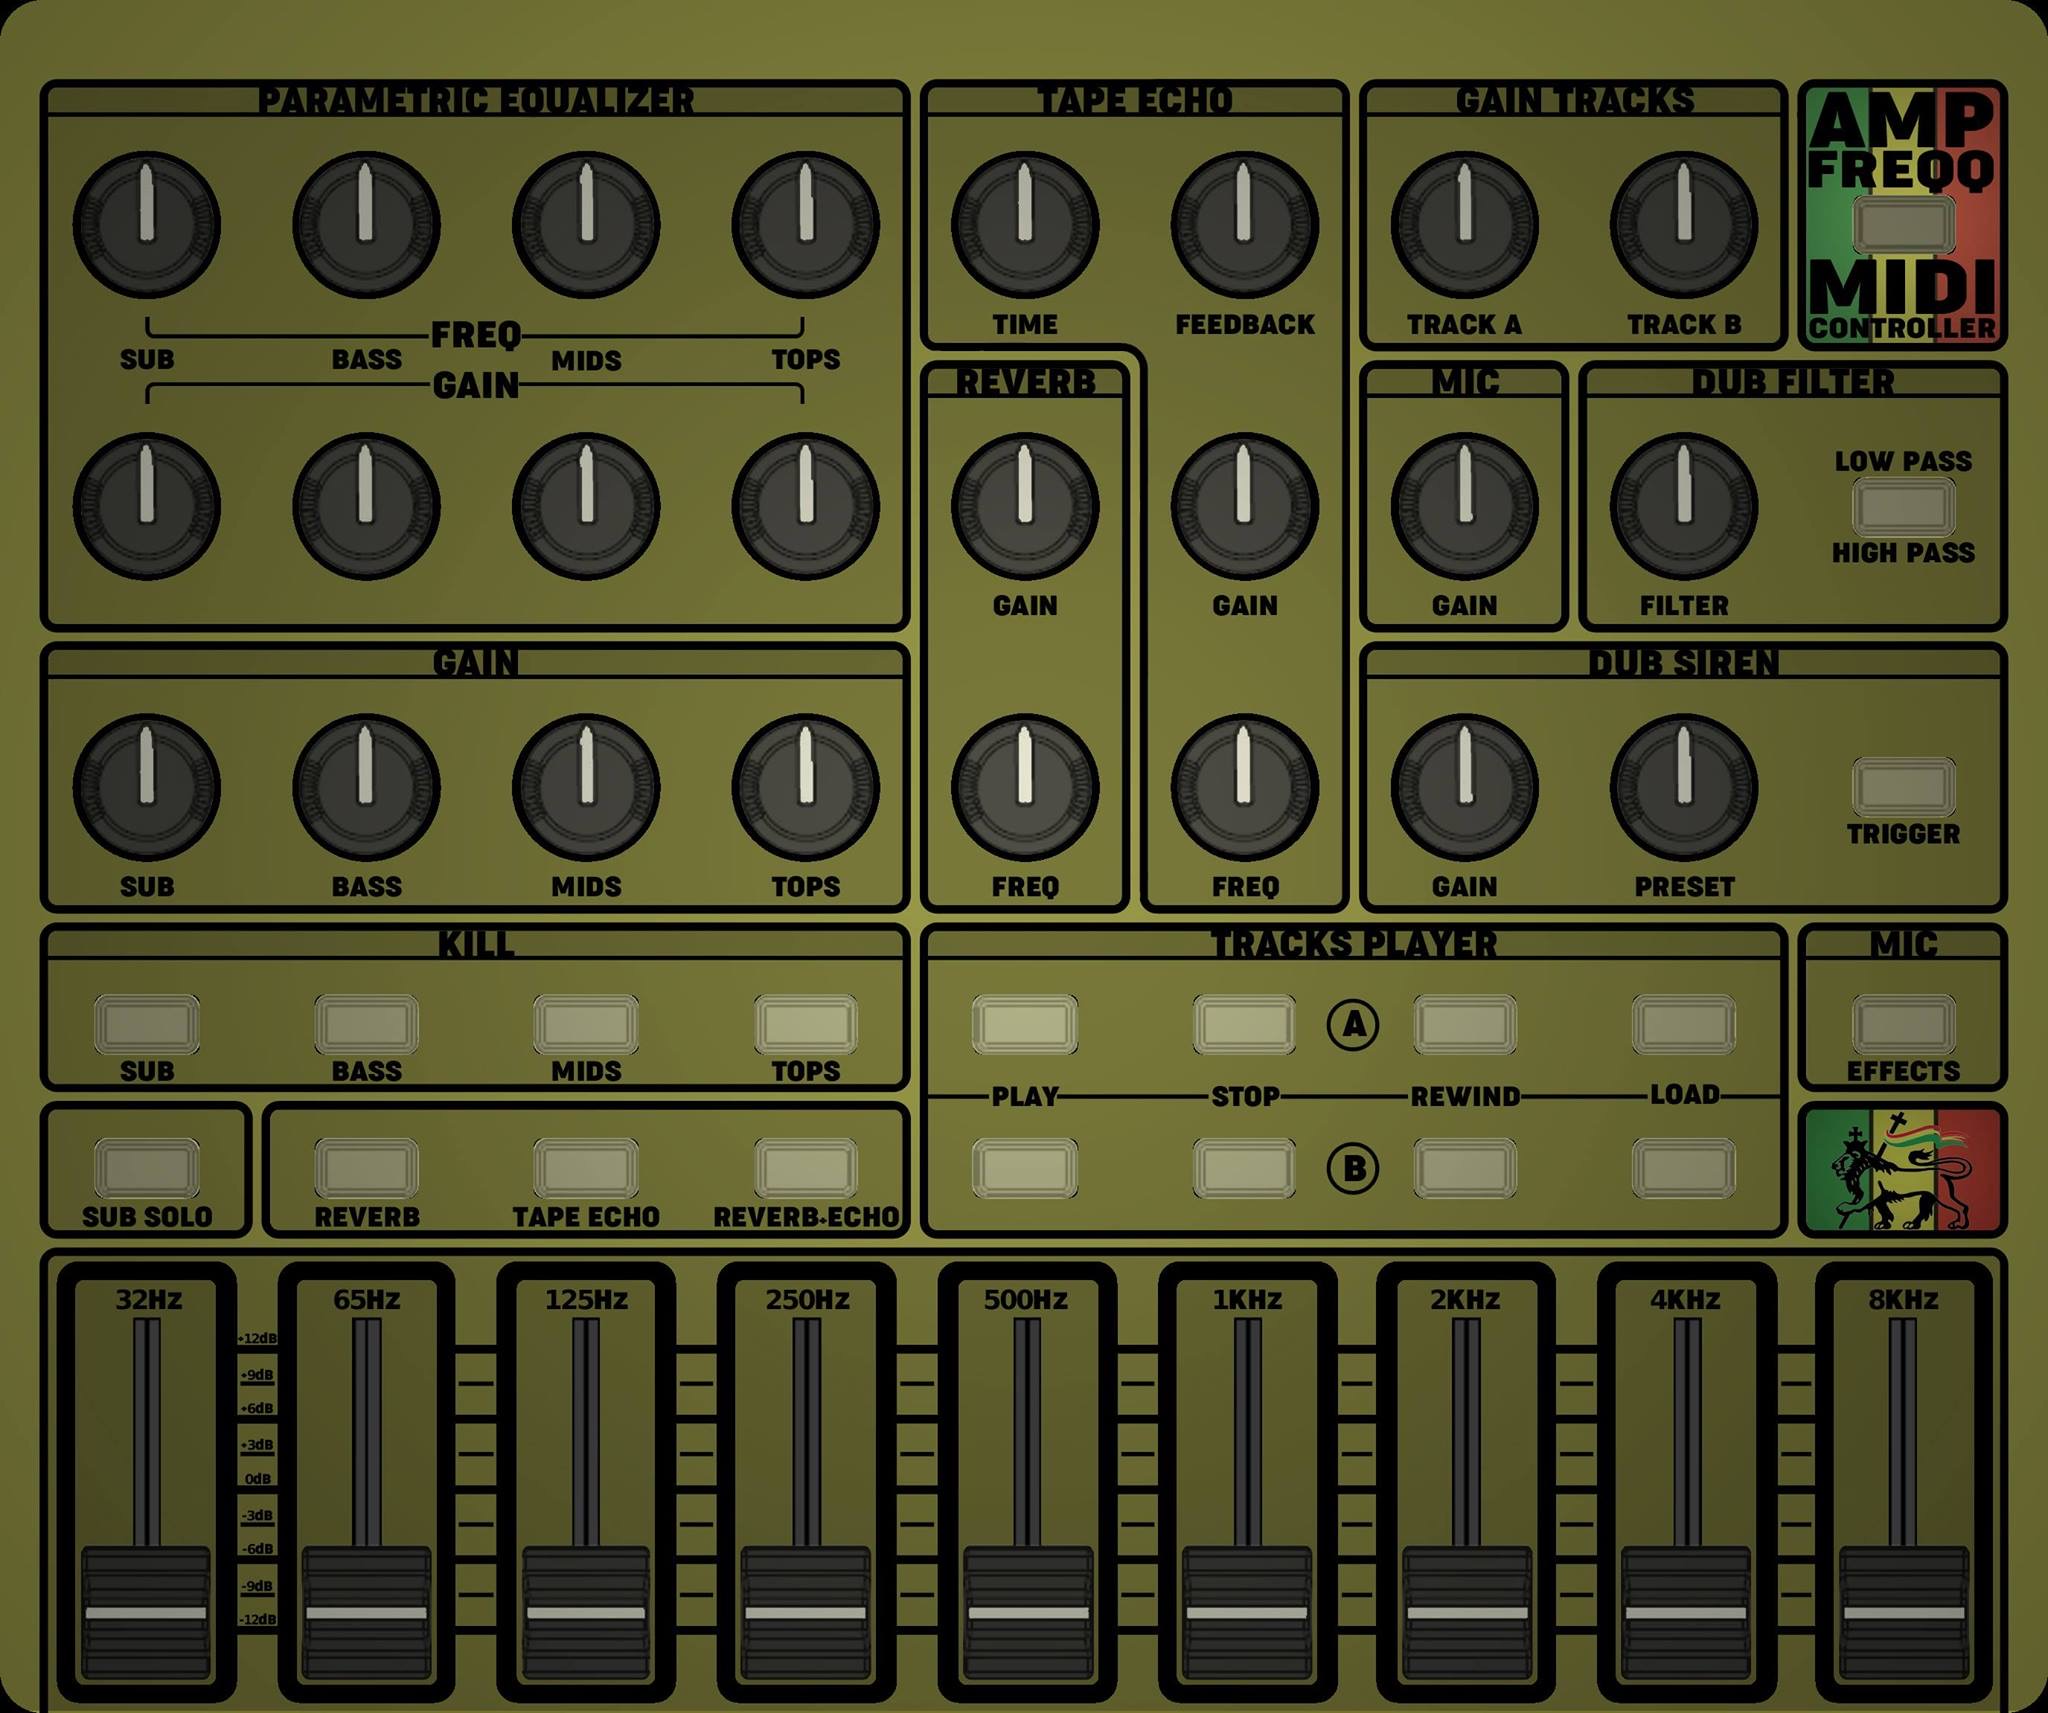 PARAMETRIC EQUALIZER
FREQ
SUB BASS MIDS TOPS
GAIN
TAPE ECHO
TIME FEEDBACK
GAIN
FREQ
REVERB
GAIN
FREQ
GAIN TRACKS
TRACK A TRACK B
AMP
FREQQ
MIDI
CONTROLLER
MIC
GAIN
DUB FILTER
FILTER
LOW PASS
HIGH PASS
GAIN
SUB BASS MIDS TOPS
DUB SIREN
GAIN PRESET TRIGGER
KILL
SUB BASS MIDS TOPS
SUB SOLO REVERB TAPE ECHO REVERB+ECHO
TRACKS PLAYER
A
PLAY STOP REWIND LOAD
B
MIC
EFFECTS
32Hz 65Hz 125Hz 250Hz 500Hz 1KHz 2KHz 4KHz 8KHz
+12dB
+9dB
+6dB
+3dB
0dB
-3dB
-6dB
-9dB
-12dB